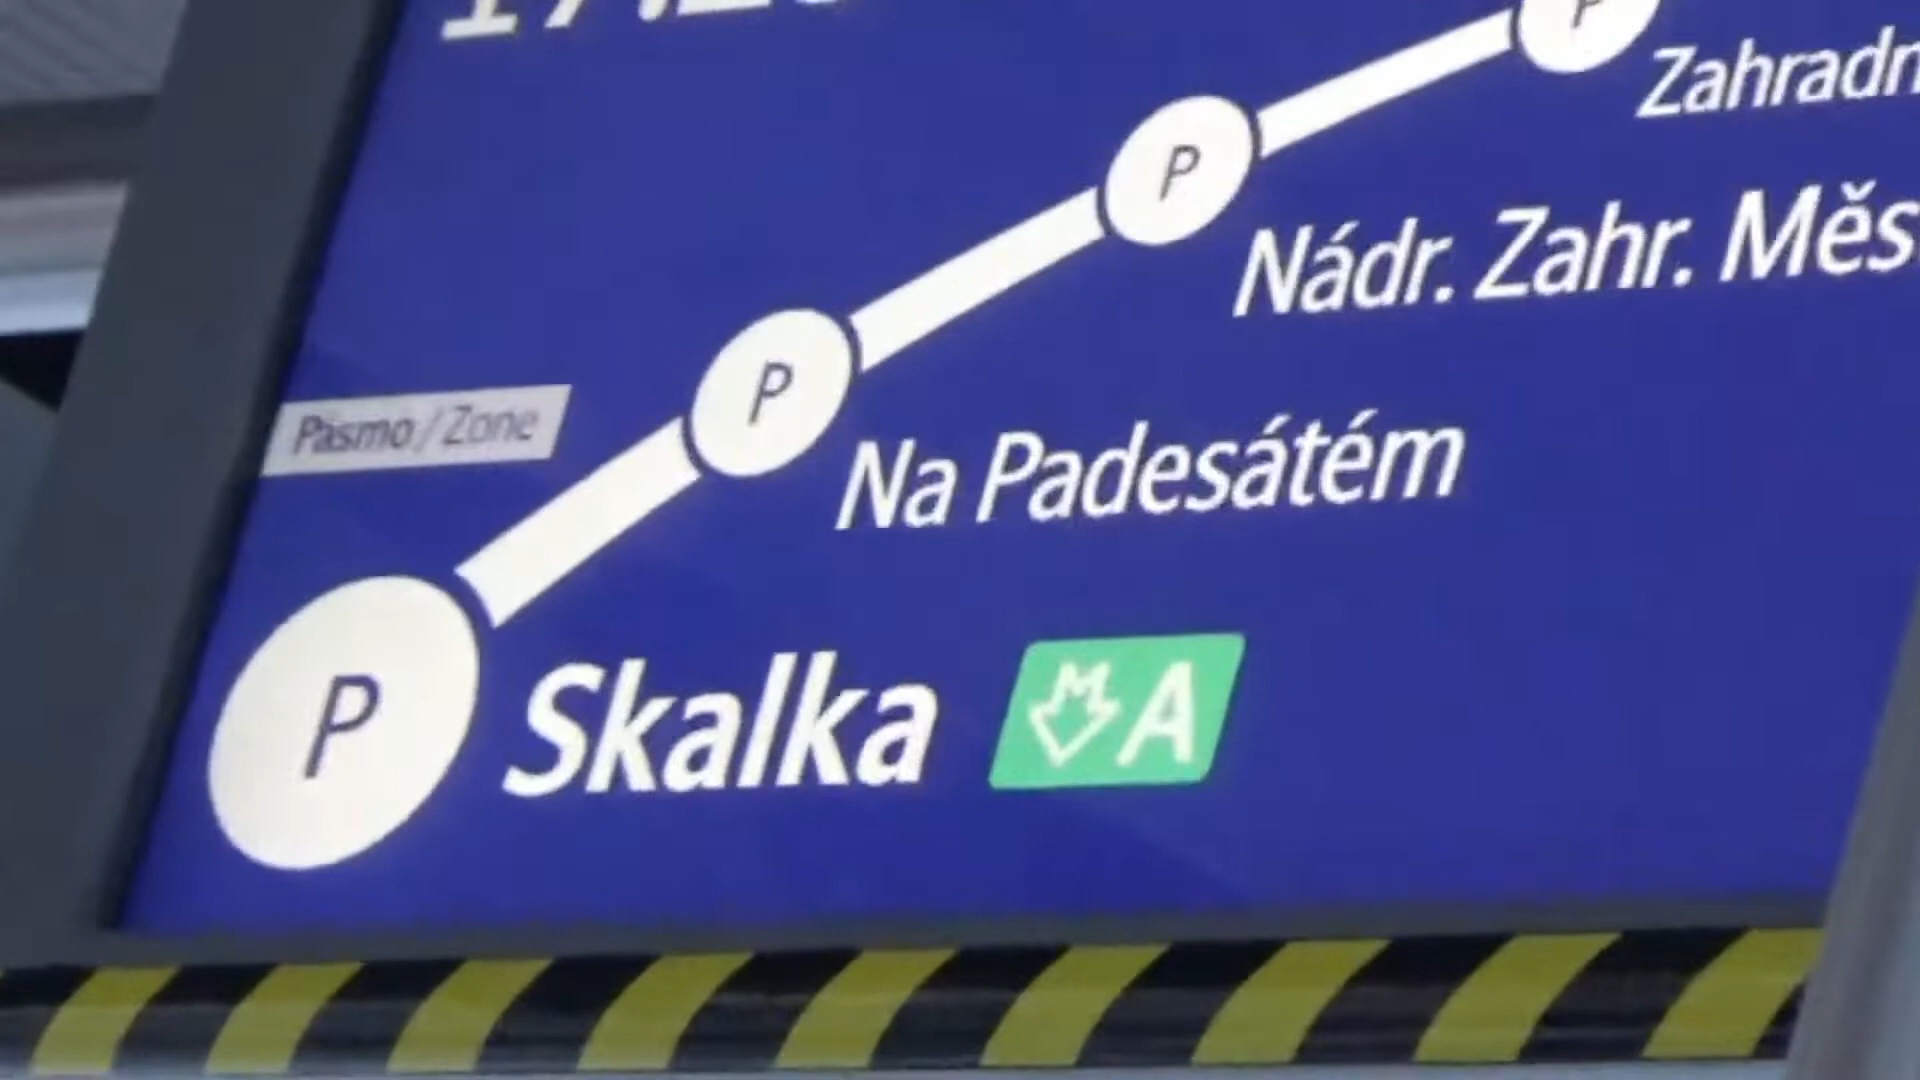 P
Zahradn
P
Nádr. Zahr. Měs
P
Pásmo / Zone
Na Padesátém
P
Skalka M A